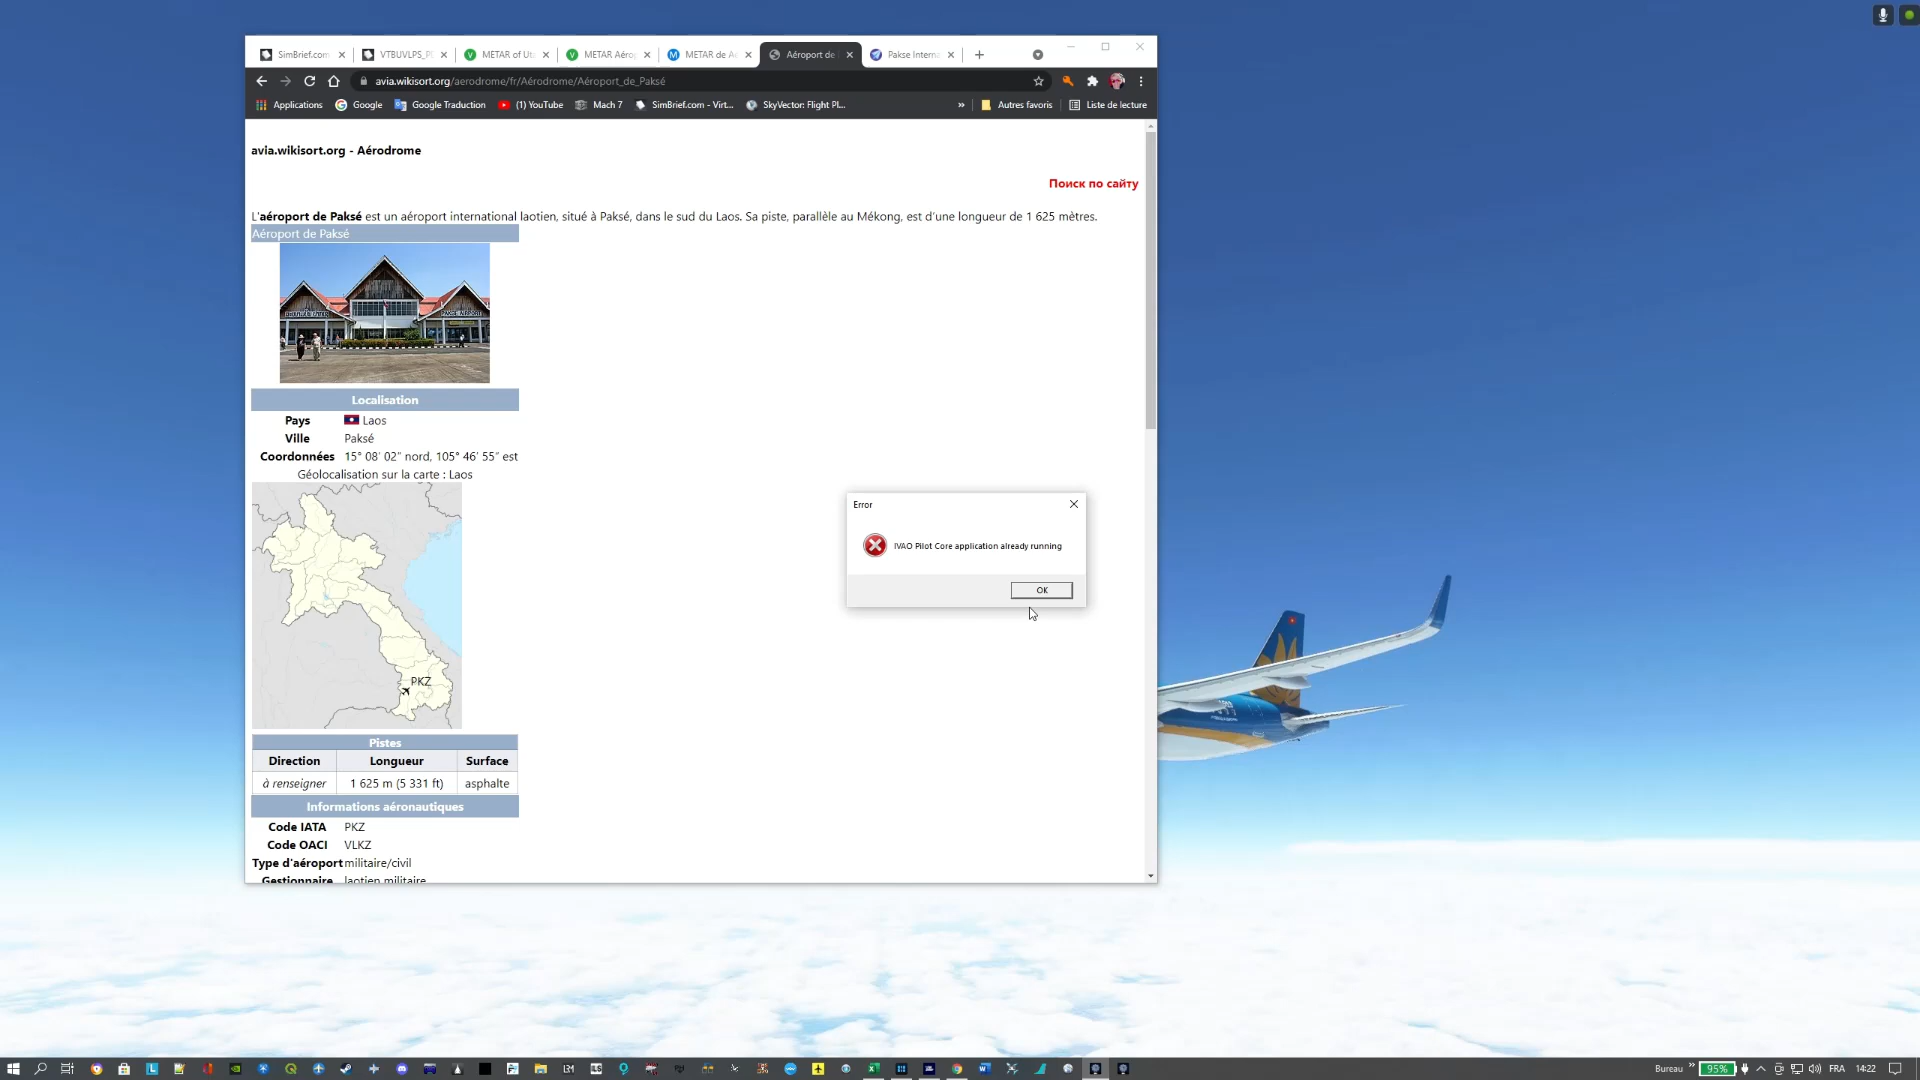 SimBrief.com
VTBUVLPS_P
METAR of Ut
METAR Aéro
METAR de Aé
Aéroport de
Pakse Interna
avia.wikisort.org/aerodrome/fr/Aérodrome/Aéroport_de_Paksé
Applications
Google
Google Traduction
(1) YouTube
Mach 7
SimBrief.com - Virt...
SkyVector: Flight Pl...
»
Autres favoris
Liste de lecture
avia.wikisort.org - Aérodrome
Поиск по сайту
L'aéroport de Paksé est un aéroport international laotien, situé à Paksé, dans le sud du Laos. Sa piste, parallèle au Mékong, est d'une longueur de 1 625 mètres.
Aéroport de Paksé
PAKSE AIRPORT
Localisation
Pays Laos
Ville Paksé
Coordonnées 15° 08′ 02″ nord, 105° 46′ 55″ est
Géolocalisation sur la carte : Laos
PKZ
Pistes
Direction Longueur Surface
à renseigner 1 625 m (5 331 ft) asphalte
Informations aéronautiques
Code IATA PKZ
Code OACI VLKZ
Type d'aéroport militaire/civil
Gestionnaire laotien militaire
Error
IVAO Pilot Core application already running
OK
Bureau » 95% FRA 14:22